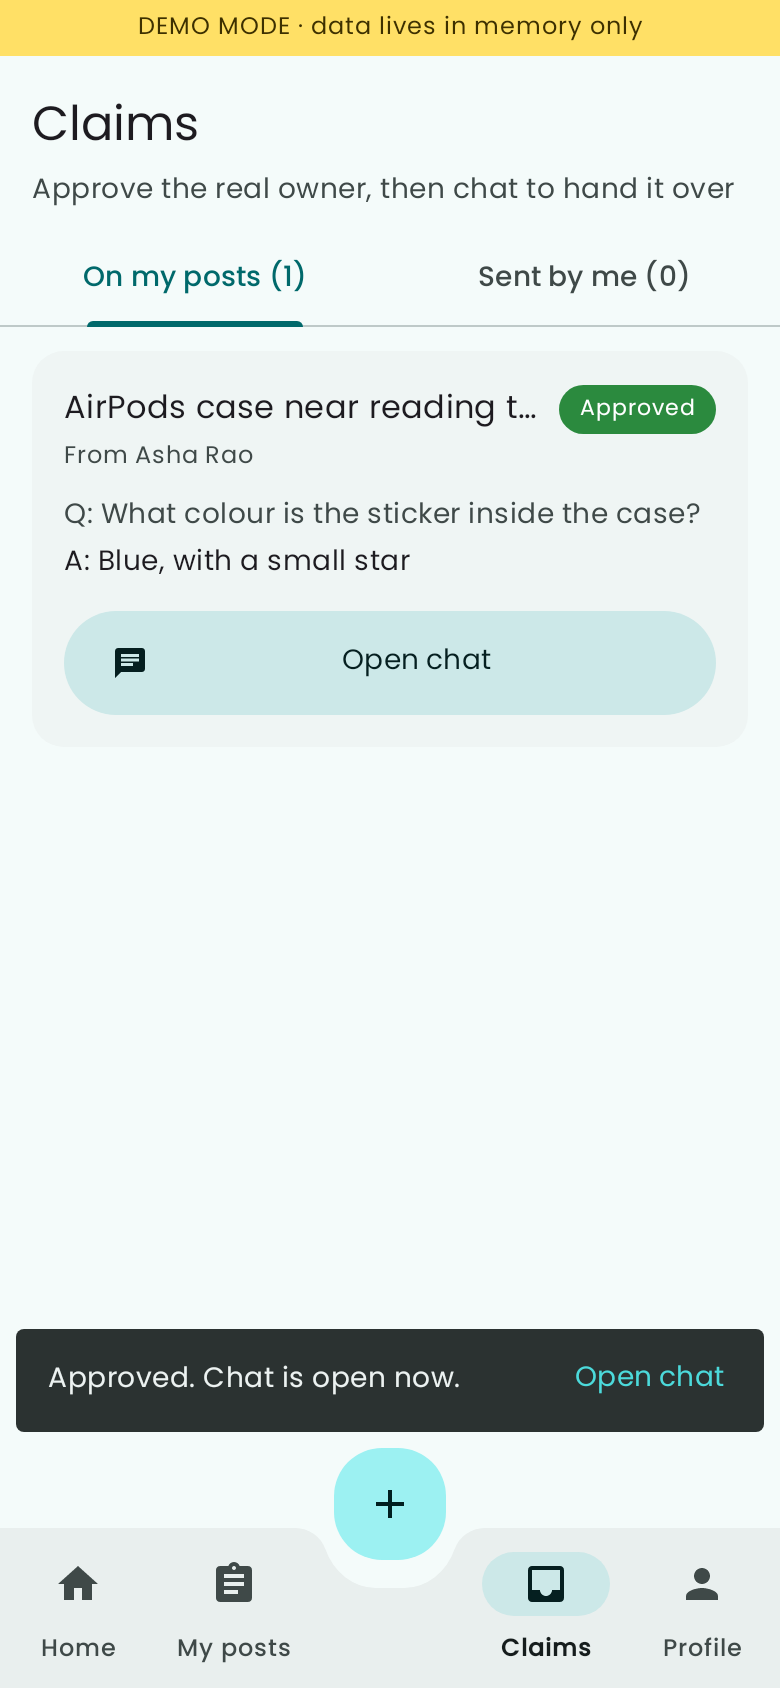 DEMO MODE · data lives in memory only
Claims
Approve the real owner, then chat to hand it over
On my posts (1)
Sent by me (0)
AirPods case near reading t…
Approved
From Asha Rao
Q: What colour is the sticker inside the case?
A: Blue, with a small star
Open chat
Approved. Chat is open now.
Open chat
Home
My posts
Claims
Profile